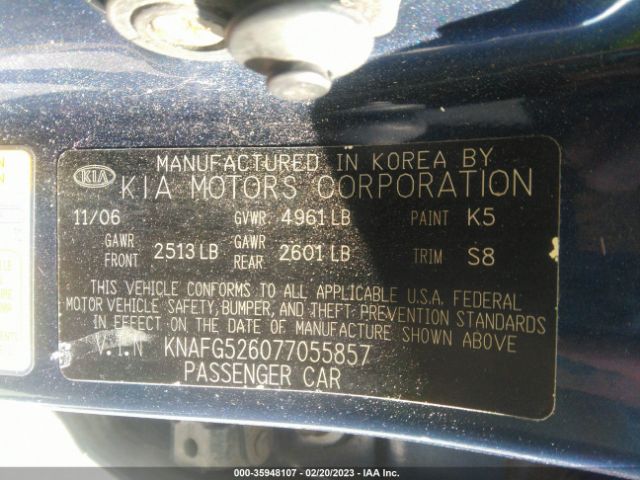 MANUFACTURED IN KOREA BY
KIA KIA MOTORS CORPORATION
11/06 GVWR 4961 LB PAINT K5
GAWR FRONT 2513 LB GAWR REAR 2601 LB TRIM S8
THIS VEHICLE CONFORMS TO ALL APPLICABLE U.S.A. FEDERAL
MOTOR VEHICLE SAFETY, BUMPER, AND THEFT PREVENTION STANDARDS
IN EFFECT ON THE DATE OF MANUFACTURE SHOWN ABOVE
V.I.N KNAFG526077055857
PASSENGER CAR
000-35948107 - 02/20/2023 - IAA Inc.